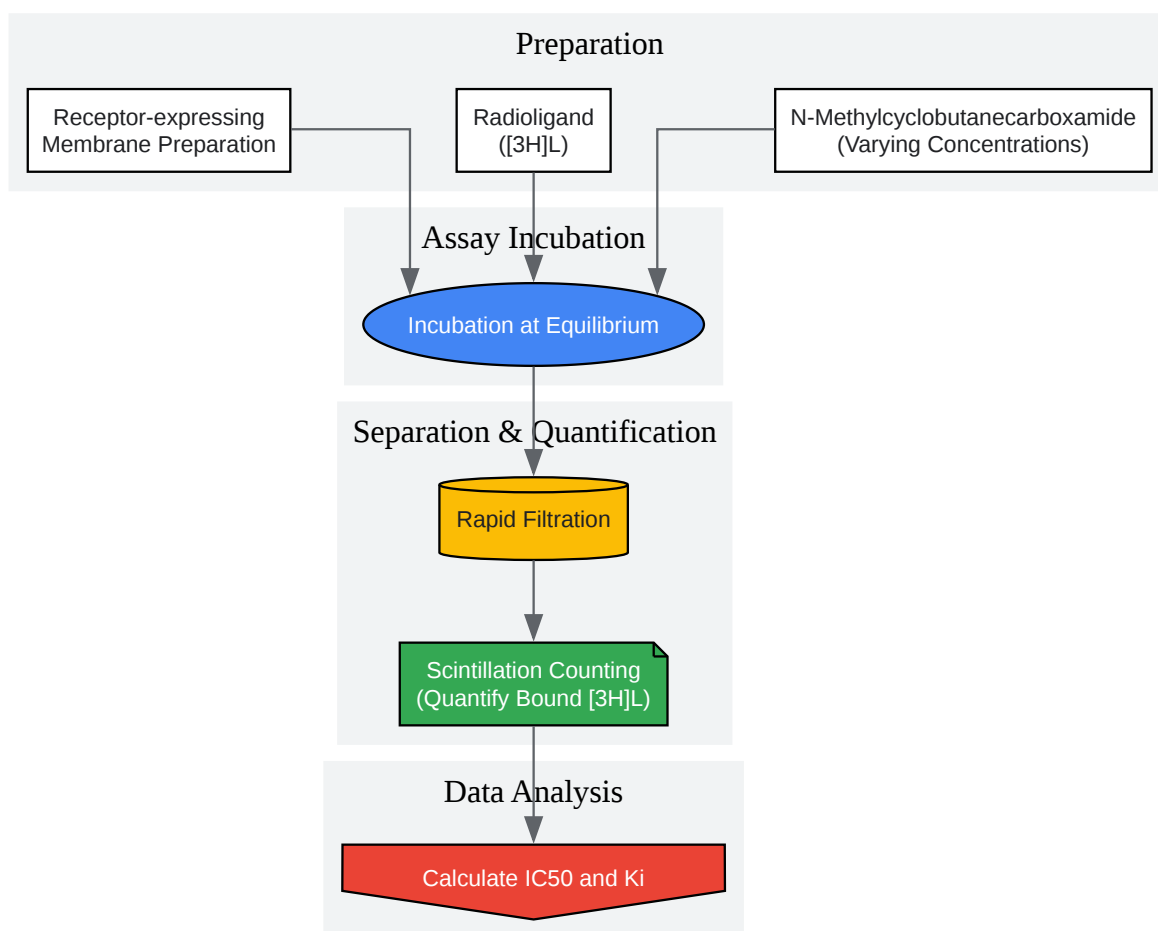 Preparation
Receptor-expressing
Membrane Preparation
Radioligand
([3H]L)
N-Methylcyclobutanecarboxamide
(Varying Concentrations)
Assay Incubation
Incubation at Equilibrium
Separation & Quantification
Rapid Filtration
Scintillation Counting
(Quantify Bound [3H]L)
Data Analysis
Calculate IC50 and Ki